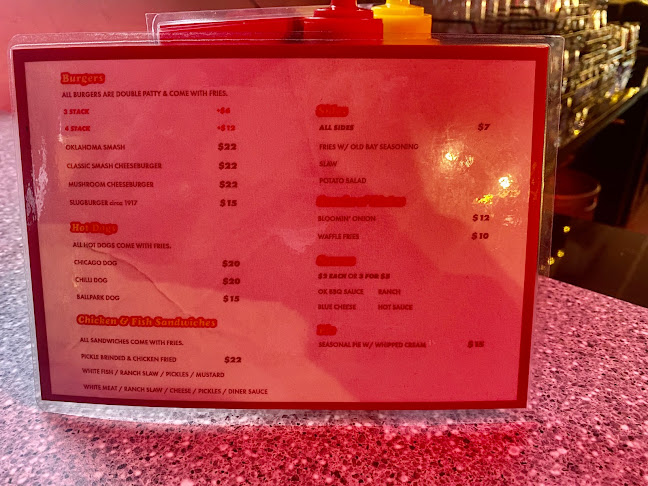 Burgers
ALL BURGERS ARE DOUBLE PATTY & COME WITH FRIES.
3 STACK +$6
4 STACK +$12
OKLAHOMA SMASH $22
CLASSIC SMASH CHEESEBURGER $22
MUSHROOM CHEESEBURGER $22
SLUGBURGER circa 1917 $15
Hot Dogs
ALL HOT DOGS COME WITH FRIES.
CHICAGO DOG $20
CHILLI DOG $20
BALLPARK DOG $15
Chicken & Fish Sandwiches
ALL SANDWICHES COME WITH FRIES.
PICKLE BRINDED & CHICKEN FRIED $22
WHITE FISH / RANCH SLAW / PICKLES / MUSTARD
WHITE MEAT / RANCH SLAW / CHEESE / PICKLES / DINER SAUCE
Sides
ALL SIDES $7
FRIES W/ OLD BAY SEASONING
SLAW
POTATO SALAD
BLOOMIN' ONION $12
WAFFLE FRIES $10
Sauces
$2 EACH OR 3 FOR $5
OK BBQ SAUCE RANCH
BLUE CHEESE HOT SAUCE
Pie
SEASONAL PIE W/ WHIPPED CREAM $15